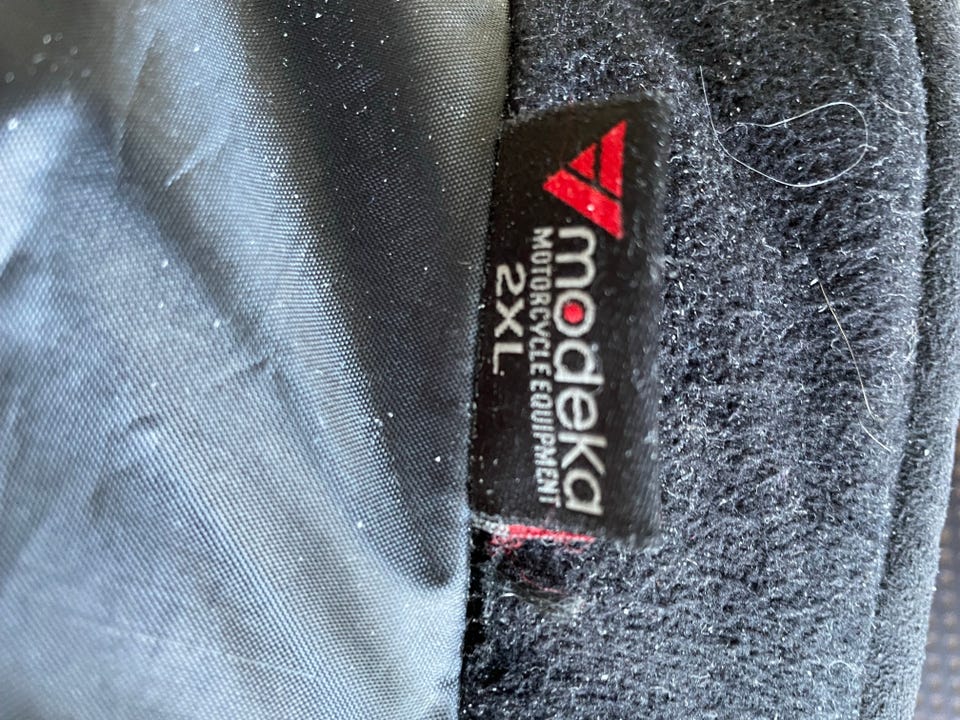 modeka
MOTORCYCLE EQUIPMENT
2XL